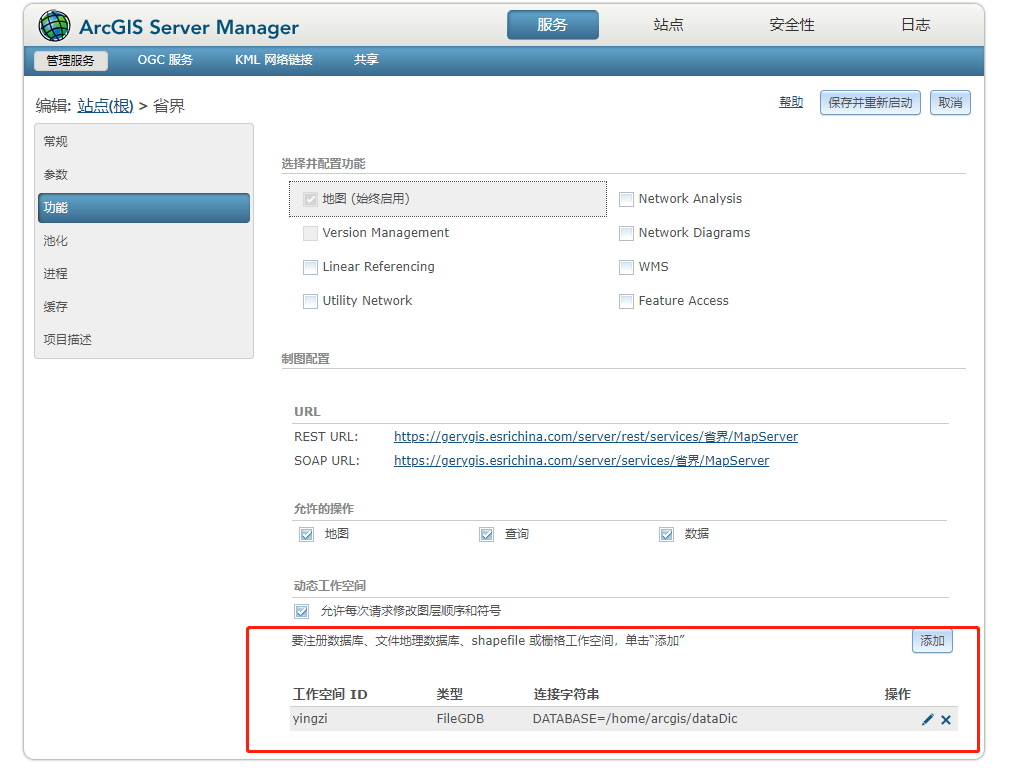 ArcGIS Server Manager
服务 站点 安全性 日志
管理服务 OGC 服务 KML 网络链接 共享
编辑: 站点(根) > 省界 帮助 保存并重新启动 取消
常规
参数
功能
池化
进程
缓存
项目描述
选择并配置功能
地图 (始终启用) Network Analysis
Version Management Network Diagrams
Linear Referencing WMS
Utility Network Feature Access
制图配置
URL
REST URL: https://gerygis.esrichina.com/server/rest/services/省界/MapServer
SOAP URL: https://gerygis.esrichina.com/server/services/省界/MapServer
允许的操作
地图 查询 数据
动态工作空间
允许每次请求修改图层顺序和符号
要注册数据库、文件地理数据库、shapefile 或栅格工作空间，单击“添加” 添加
工作空间 ID 类型 连接字符串 操作
yingzi FileGDB DATABASE=/home/arcgis/dataDic